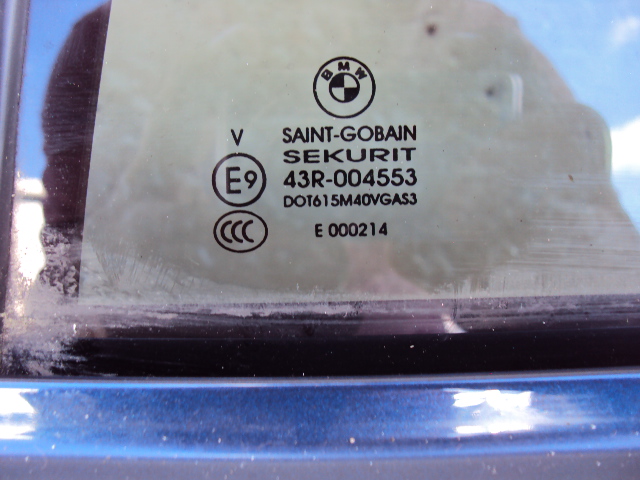 BMW
V
SAINT-GOBAIN
SEKURIT
E9
43R-004553
DOT615M40VGAS3
CCC
E 000214